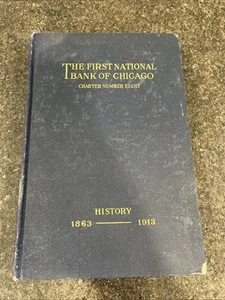 THE FIRST NATIONAL
BANK OF CHICAGO
CHARTER NUMBER EIGHT
HISTORY
1863 — 1913